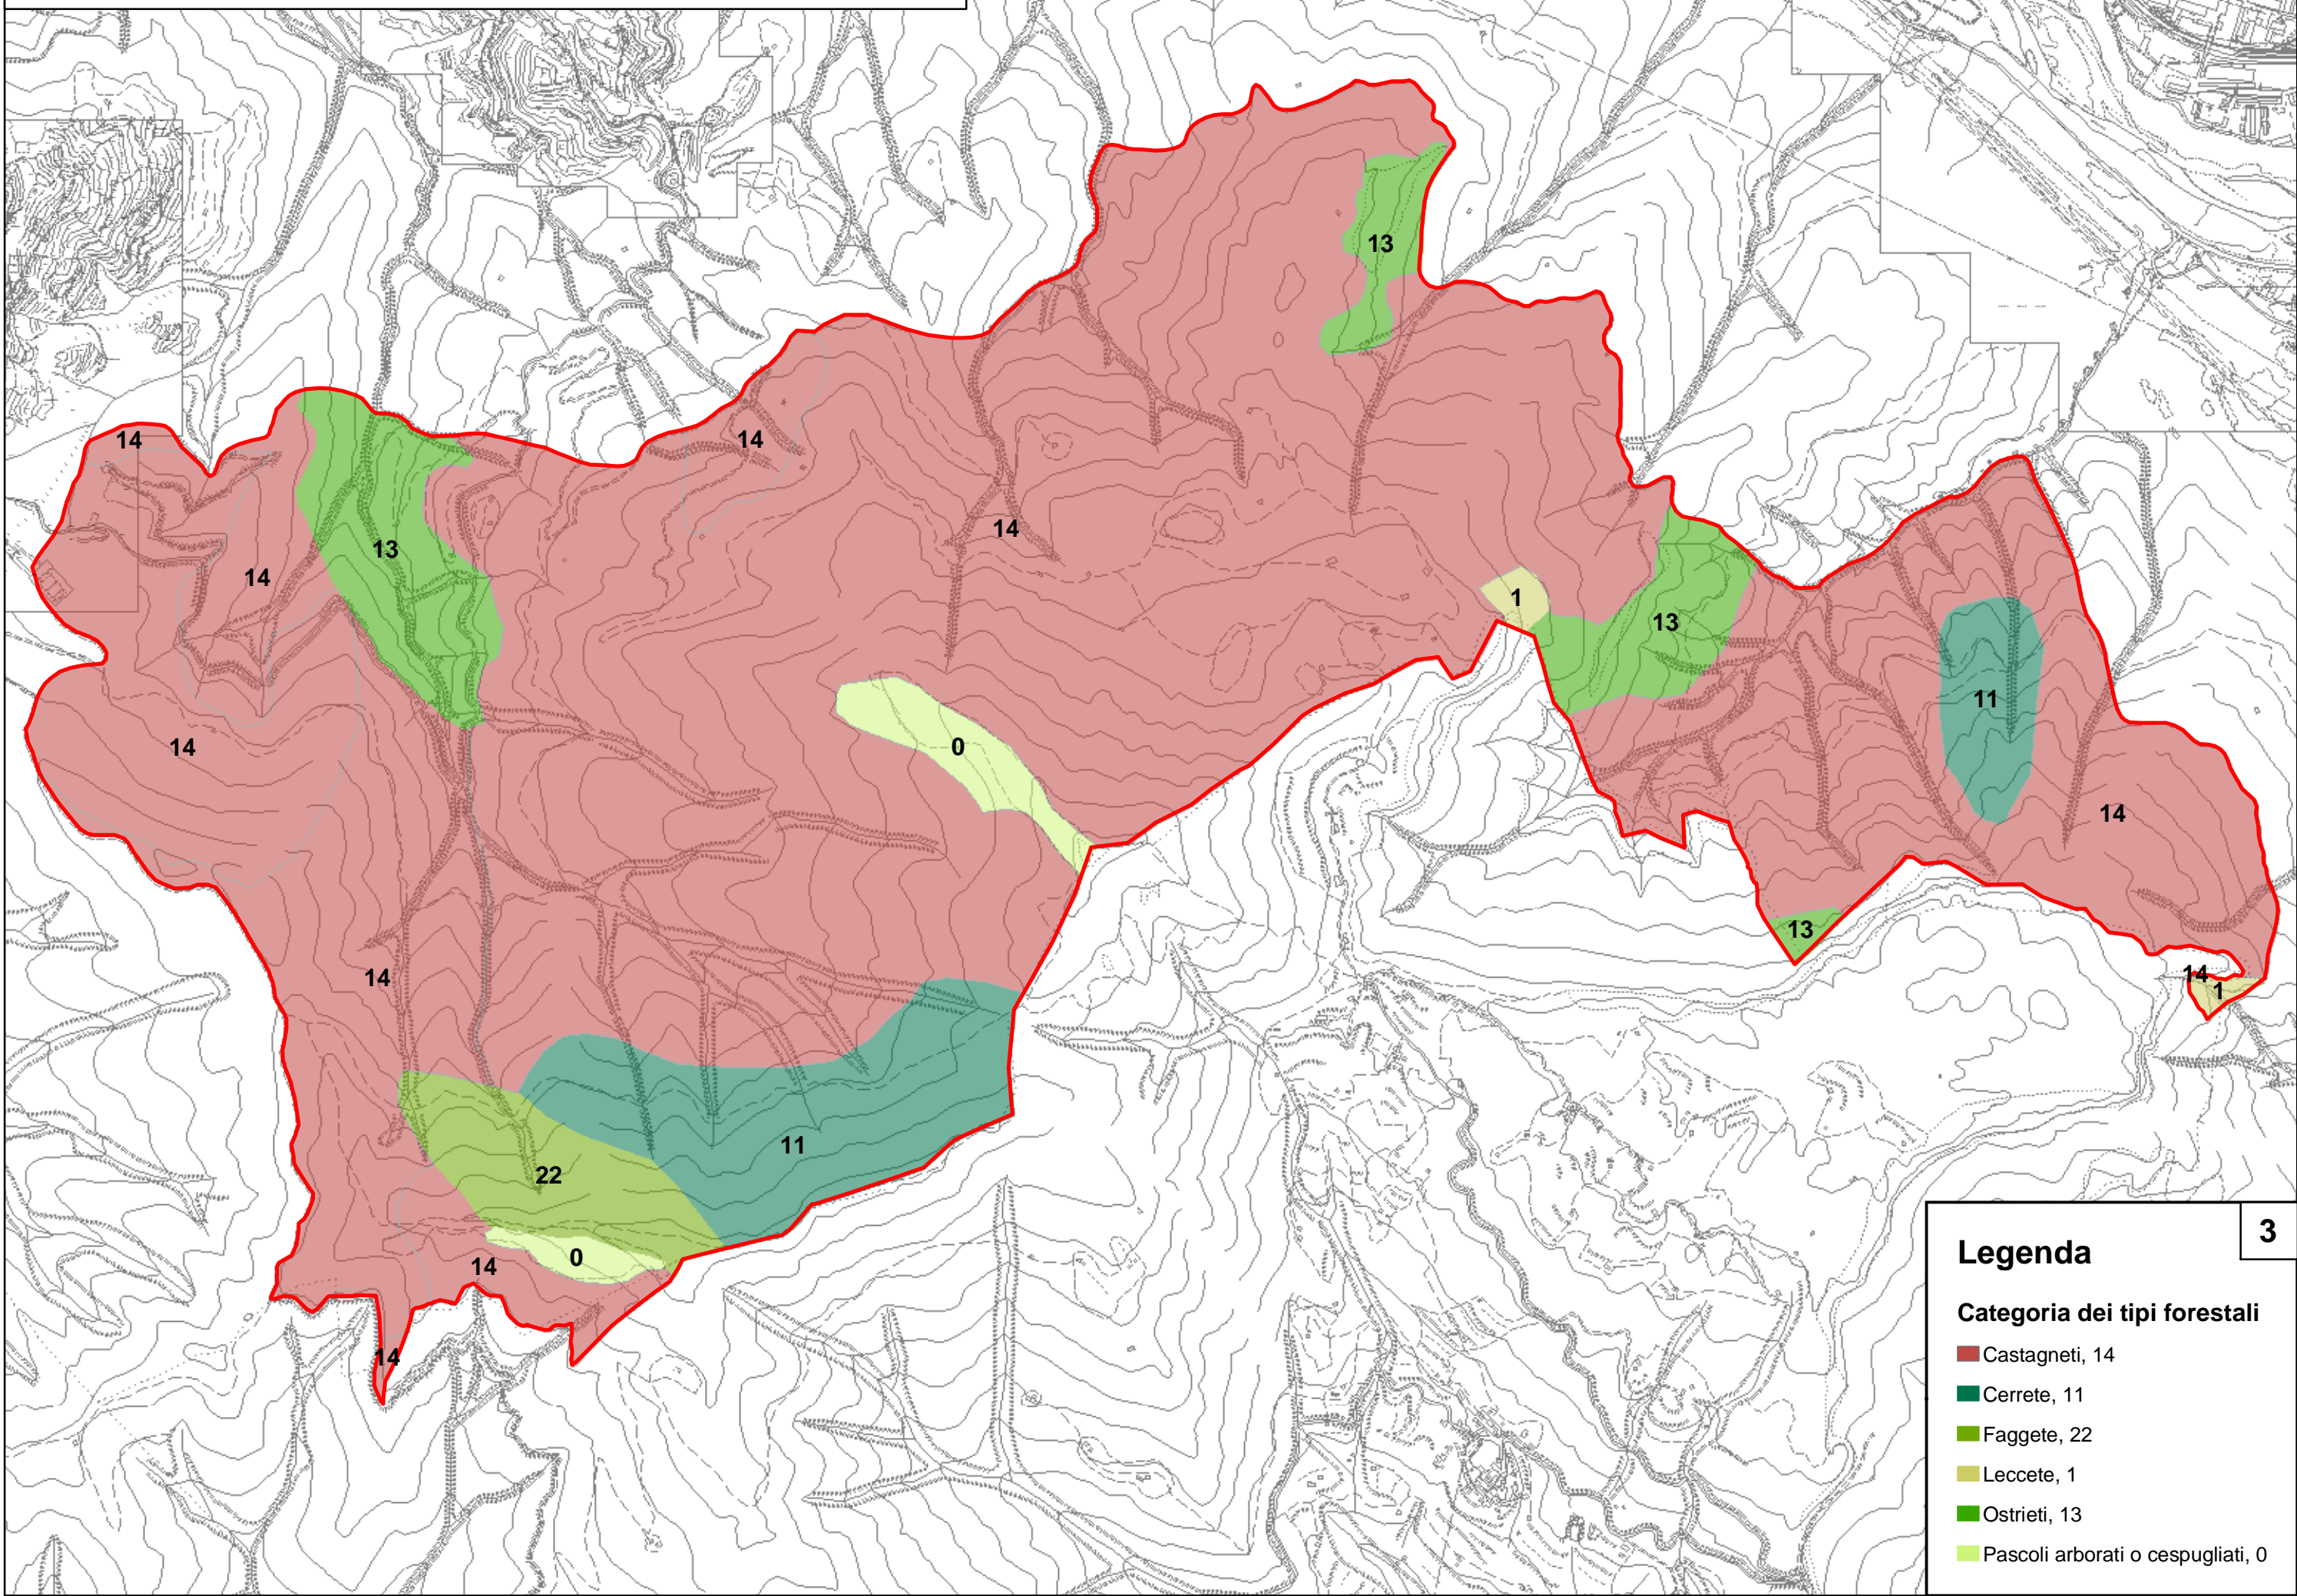 13
14
14
14
13
14
1
14
13
11
14
0
14
13
14
14
1
11
22
0
14
14
3
Legenda
Categoria dei tipi forestali
Castagneti, 14
Cerrete, 11
Faggete, 22
Leccete, 1
Ostrieti, 13
Pascoli arborati o cespugliati, 0